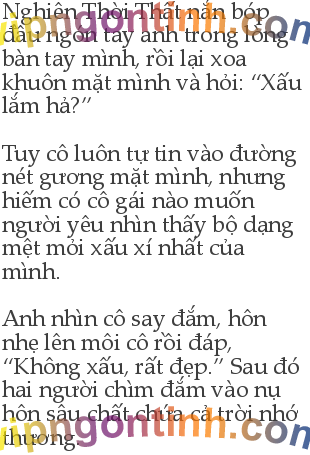 Nghiên Thời Thất nắn bóp
đầu ngón tay anh trong lòng
bàn tay mình, rồi lại xoa
khuôn mặt mình và hỏi: “Xấu
lắm hả?”
Tuy cô luôn tự tin vào đường
nét gương mặt mình, nhưng
hiếm có cô gái nào muốn
người yêu nhìn thấy bộ dạng
mệt mỏi xấu xí nhất của
mình.
Anh nhìn cô say đắm, hôn
nhẹ lên môi cô rồi đáp,
“Không xấu, rất đẹp.” Sau đó
hai người chìm đắm vào nụ
hôn sâu chất chứa cả trời nhớ
thương.
vipngontinh.com
vipngontinh.com